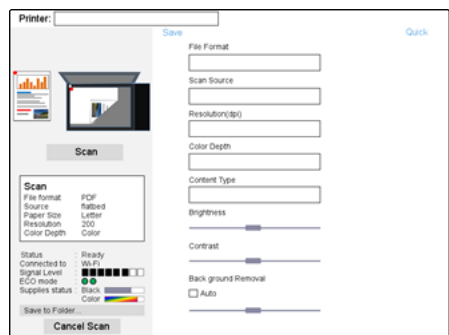 Printer:
Save
Quick
File Format
Scan Source
Resolution(dpi)
Color Depth
Content Type
Brightness
Contrast
Back ground Removal
Auto
Scan
Scan
File format PDF
Source flatbed
Paper Size Letter
Resolution 200
Color Depth Color
Status : Ready
Connected to : Wi-Fi
Signal Level :
ECO mode :
Supplies status : Black
Color
Save to Folder...
Cancel Scan